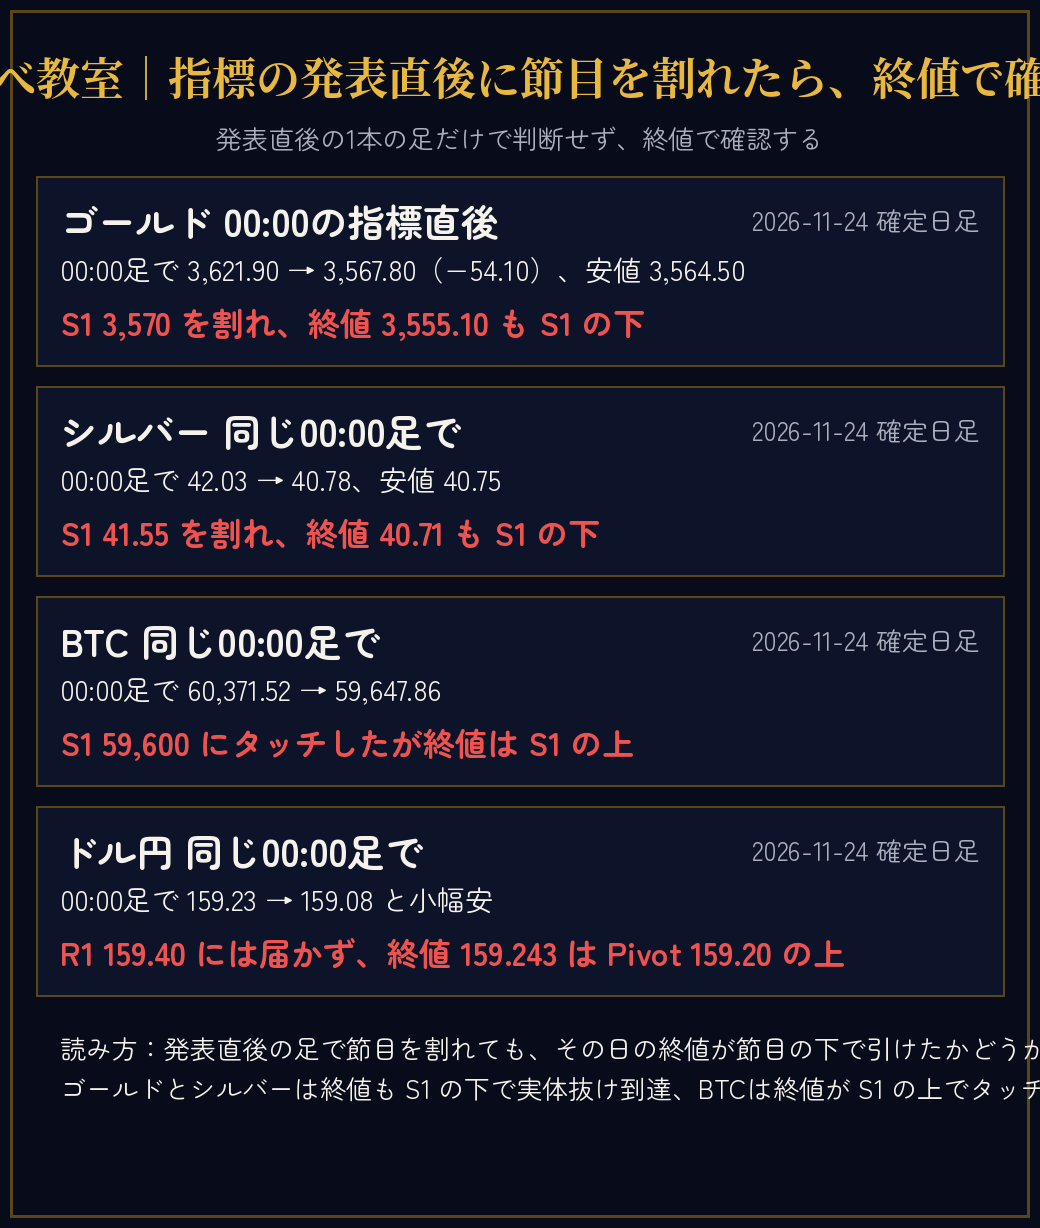 べ教室｜指標の発表直後に節目を割れたら、終値で確
発表直後の1本の足だけで判断せず、終値で確認する
ゴールド 00:00の指標直後
2026-11-24 確定日足
00:00足で 3,621.90 → 3,567.80（−54.10）、安値 3,564.50
S1 3,570 を割れ、終値 3,555.10 も S1 の下
シルバー 同じ00:00足で
2026-11-24 確定日足
00:00足で 42.03 → 40.78、安値 40.75
S1 41.55 を割れ、終値 40.71 も S1 の下
BTC 同じ00:00足で
2026-11-24 確定日足
00:00足で 60,371.52 → 59,647.86
S1 59,600 にタッチしたが終値は S1 の上
ドル円 同じ00:00足で
2026-11-24 確定日足
00:00足で 159.23 → 159.08 と小幅安
R1 159.40 には届かず、終値 159.243 は Pivot 159.20 の上
読み方：発表直後の足で節目を割れても、その日の終値が節目の下で引けたかどうか
ゴールドとシルバーは終値も S1 の下で実体抜け到達、BTCは終値が S1 の上でタッチ